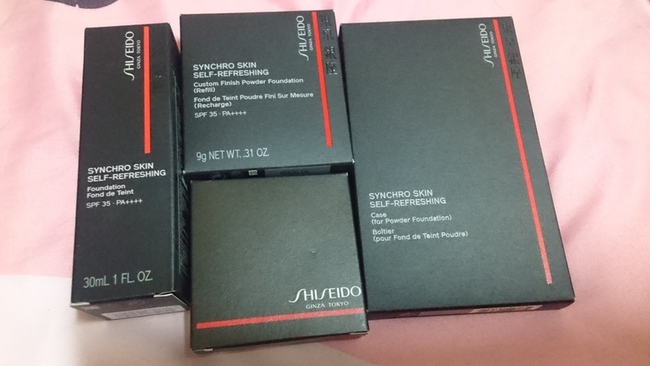 SHISEIDO
GINZA TOKYO
SYNCHRO SKIN
SELF-REFRESHING
Foundation
Fond de Teint
SPF 35 · PA++++
30mL 1 FL. OZ.
SYNCHRO SKIN
SELF-REFRESHING
Custom Finish Powder Foundation
(Refill)
Fond de Teint Poudre Fini Sur Mesure
(Recharge)
SPF 35 · PA++++
9g NET WT. .31 OZ.
SHISEIDO
GINZA TOKYO
SHISEIDO
GINZA TOKYO
SYNCHRO SKIN
SELF-REFRESHING
Case
(for Powder Foundation)
Boîtier
(pour Fond de Teint Poudre)
SHISEIDO
GINZA TOKYO